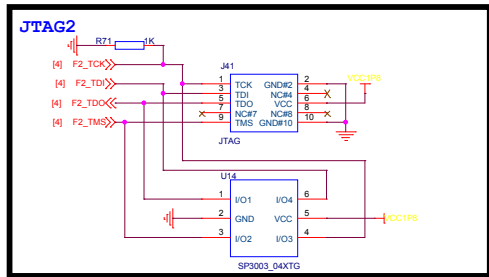 JTAG2
R71 1K
[4] F2_TCK
[4] F2_TDI
[4] F2_TDO
[4] F2_TMS
J41
1 TCK GND#2 2
3 TDI NC#4 4
5 TDO VCC 6
7 NC#7 NC#8 8
9 TMS GND#10 10
JTAG
VCC1P8
U14
1 I/O1 I/O4 6
2 GND VCC 5
3 I/O2 I/O3 4
VCC1P8
SP3003_04XTG